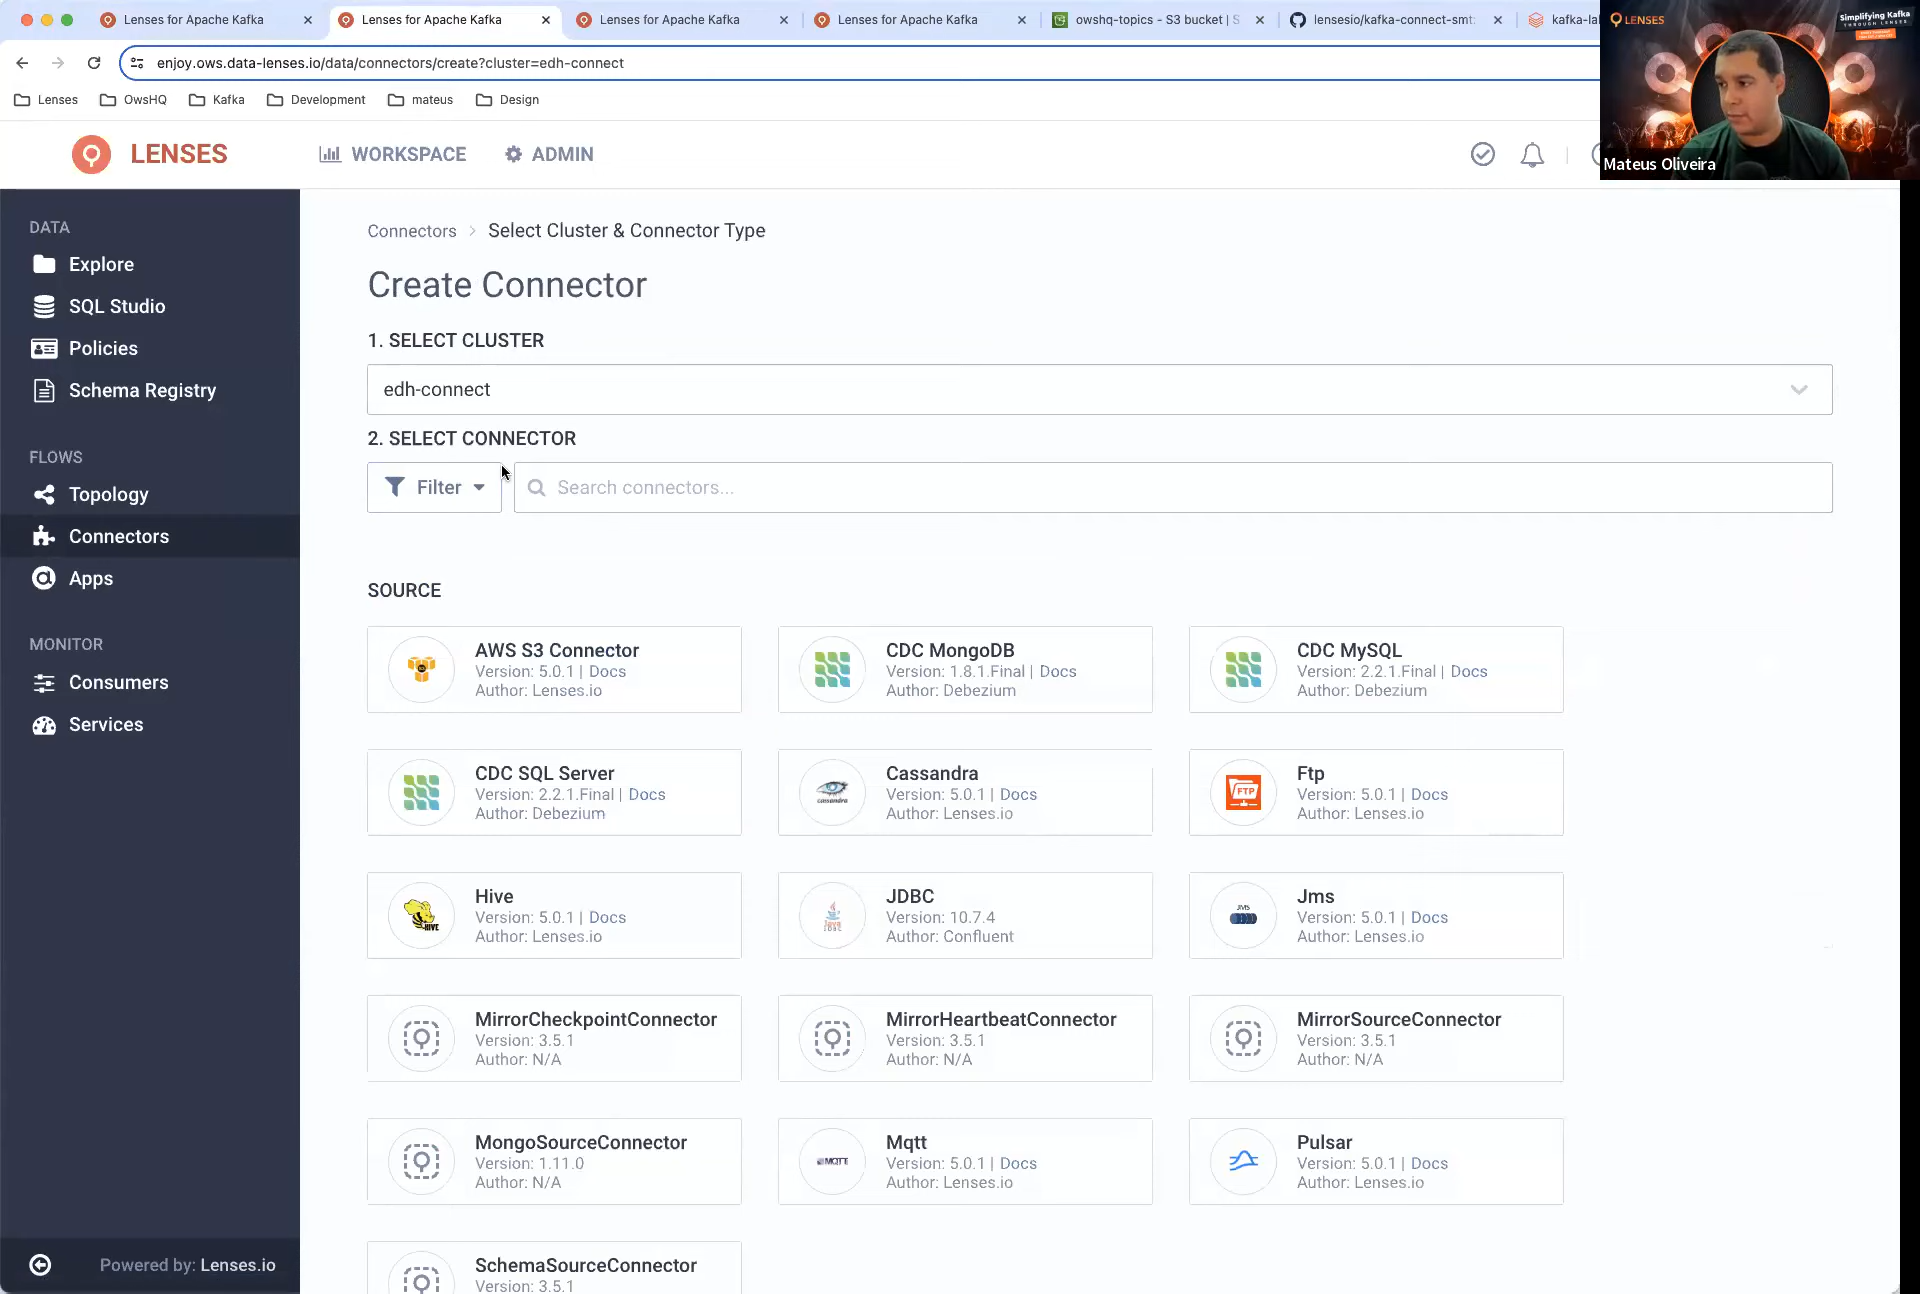 Lenses for Apache Kafka
Lenses for Apache Kafka
Lenses for Apache Kafka
Lenses for Apache Kafka
owshq-topics - S3 bucket | S
lensesio/kafka-connect-smt
enjoy.ows.data-lenses.io/data/connectors/create?cluster=edh-connect
Lenses
OwsHQ
Kafka
Development
mateus
Design
LENSES
Simplifying Kafka
THROUGH LENSES
Mateus Oliveira
LENSES
WORKSPACE
ADMIN
DATA
Explore
SQL Studio
Policies
Schema Registry
FLOWS
Topology
Connectors
Apps
MONITOR
Consumers
Services
Powered by: Lenses.io
Connectors > Select Cluster & Connector Type
Create Connector
1. SELECT CLUSTER
edh-connect
2. SELECT CONNECTOR
Filter
Search connectors...
SOURCE
AWS S3 Connector
Version: 5.0.1 | Docs
Author: Lenses.io
CDC MongoDB
Version: 1.8.1.Final | Docs
Author: Debezium
CDC MySQL
Version: 2.2.1.Final | Docs
Author: Debezium
CDC SQL Server
Version: 2.2.1.Final | Docs
Author: Debezium
cassandra
Cassandra
Version: 5.0.1 | Docs
Author: Lenses.io
FTP
Ftp
Version: 5.0.1 | Docs
Author: Lenses.io
HIVE
Hive
Version: 5.0.1 | Docs
Author: Lenses.io
JDBC
Version: 10.7.4
Author: Confluent
JMS
Jms
Version: 5.0.1 | Docs
Author: Lenses.io
MirrorCheckpointConnector
Version: 3.5.1
Author: N/A
MirrorHeartbeatConnector
Version: 3.5.1
Author: N/A
MirrorSourceConnector
Version: 3.5.1
Author: N/A
MongoSourceConnector
Version: 1.11.0
Author: N/A
MQTT
Mqtt
Version: 5.0.1 | Docs
Author: Lenses.io
Pulsar
Version: 5.0.1 | Docs
Author: Lenses.io
SchemaSourceConnector
Version: 3.5.1